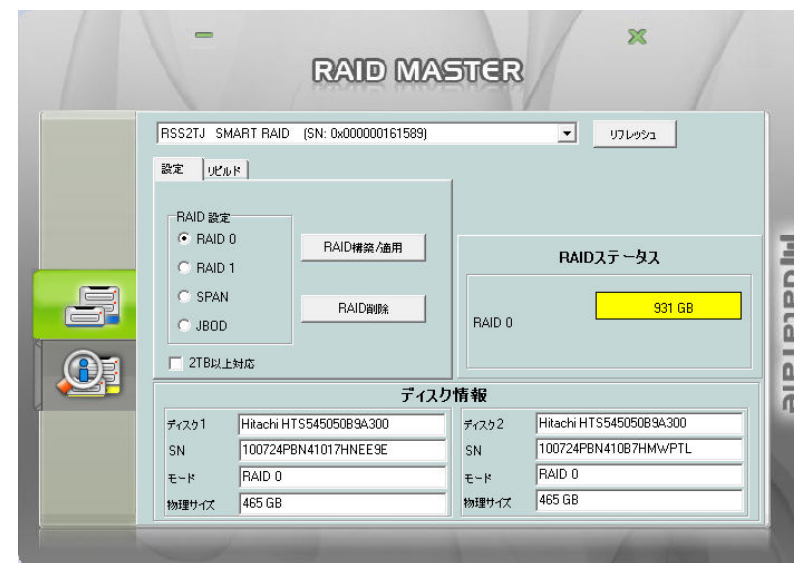 RAID MASTER
RSS2TJ SMART RAID (SN: 0x000000161589)
リフレッシュ
設定 リビルド
RAID 設定
RAID 0
RAID 1
SPAN
JBOD
RAID構築/適用
RAID削除
2TB以上対応
RAIDステータス
RAID 0
931 GB
ディスク情報
ディスク1 Hitachi HTS545050B9A300
SN 100724PBN41017HNEE9E
モード RAID 0
物理サイズ 465 GB
ディスク2 Hitachi HTS545050B9A300
SN 100724PBN410B7HMWPTL
モード RAID 0
物理サイズ 465 GB